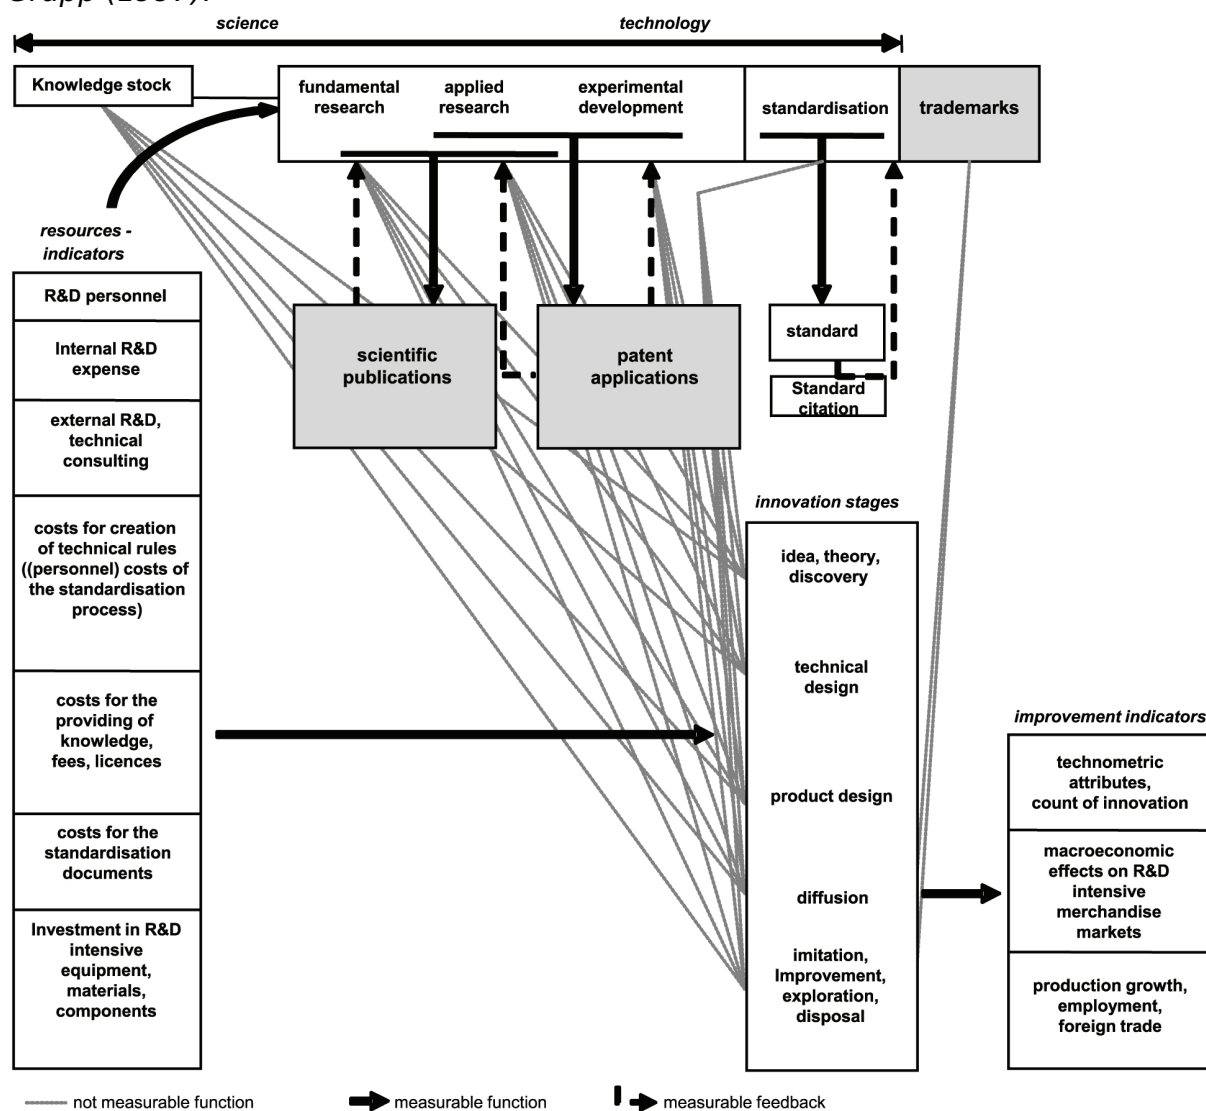 Grupp (1997).
science
technology
Knowledge stock
fundamental
research
applied
research
experimental
development
standardisation
trademarks
resources -
indicators
R&D personnel
Internal R&D
expense
external R&D,
technical
consulting
costs for creation
of technical rules
((personnel) costs of
the standardisation
process)
costs for the
providing of
knowledge,
fees, licences
costs for the
standardisation
documents
Investment in R&D
intensive
equipment,
materials,
components
scientific
publications
patent
applications
standard
Standard
citation
innovation stages
idea, theory,
discovery
technical
design
product design
diffusion
imitation,
Improvement,
exploration,
disposal
improvement indicators
technometric
attributes,
count of innovation
macroeconomic
effects on R&D
intensive
merchandise
markets
production growth,
employment,
foreign trade
not measurable function
measurable function
measurable feedback